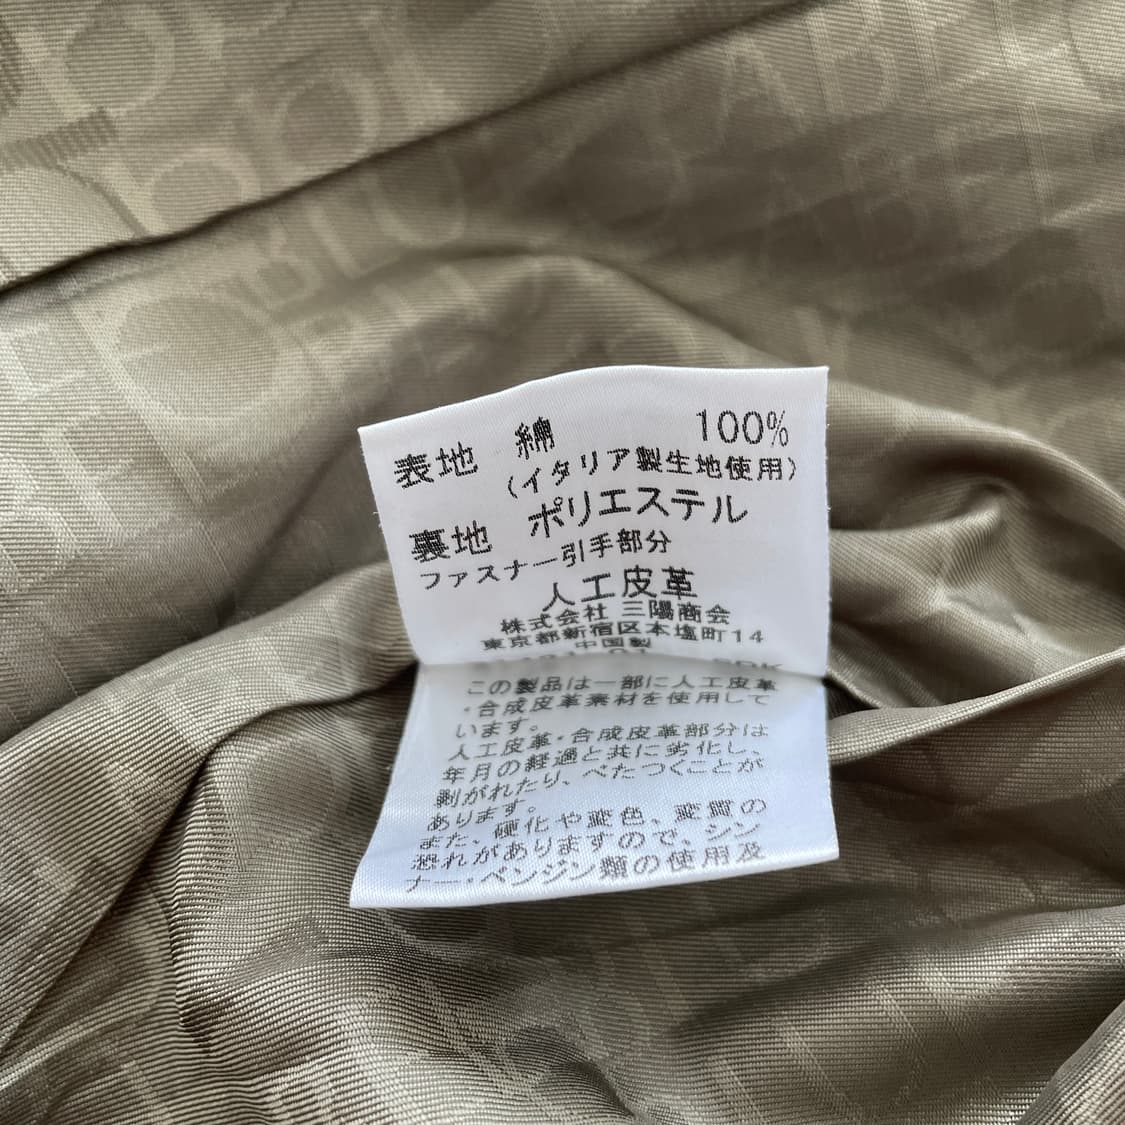 表地 綿 100%
(イタリア製生地使用)
裏地 ポリエステル
ファスナー引手部分
人工皮革
株式会社 三陽商会
東京都新宿区本塩町14
中国製
この製品は一部に人工皮革
・合成皮革素材を使用して
います。
人工皮革・合成皮革部分は
年月の経過と共に劣化し、
剥がれたり、べたつくことが
あります。
また、硬化や変色、変質の
恐れがありますので、シン
ナー・ベンジン類の使用及